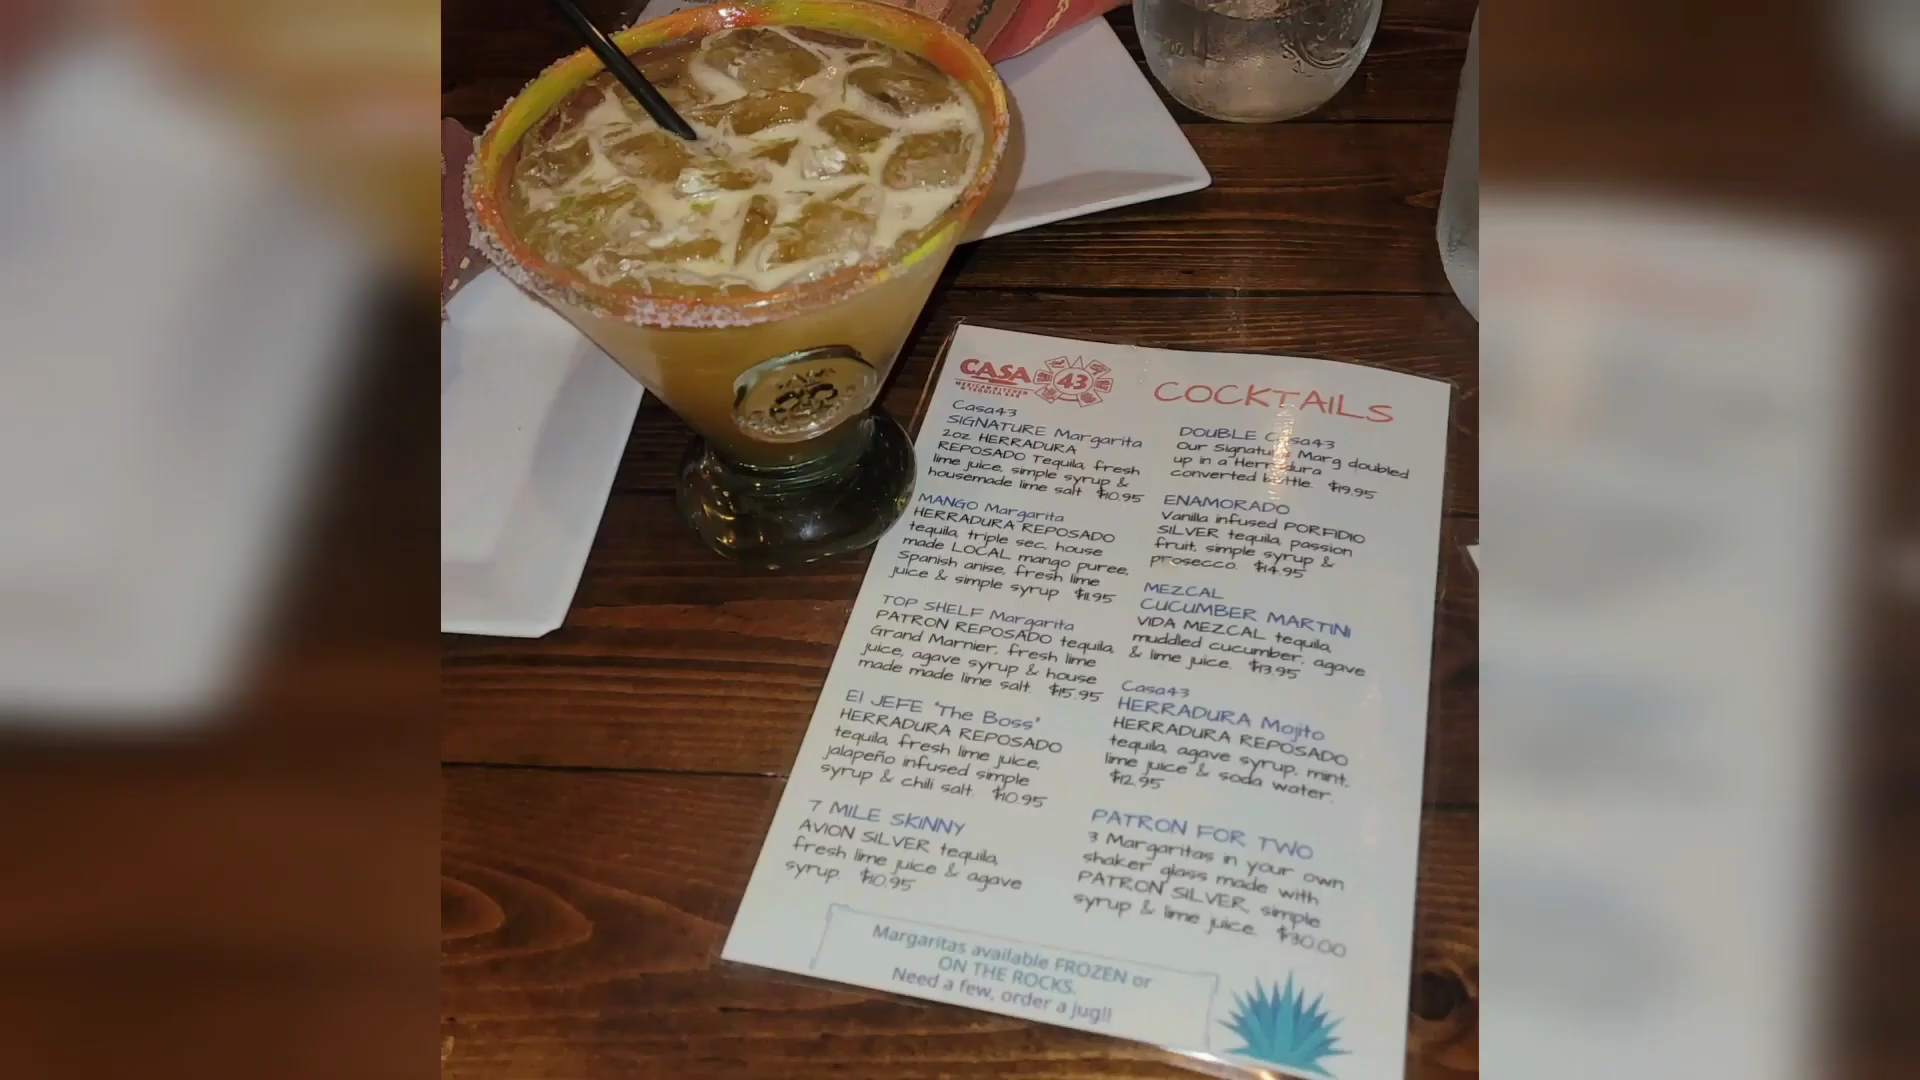 CASA 43
MEXICAN KITCHEN
& TEQUILA BAR
COCKTAILS
Casa43
SIGNATURE Margarita
2oz HERRADURA
REPOSADO Tequila, fresh
lime juice, simple syrup &
housemade lime salt $10.95
MANGO Margarita
HERRADURA REPOSADO
tequila, triple sec, house
made LOCAL mango puree,
Spanish anise, fresh lime
juice & simple syrup $11.95
TOP SHELF Margarita
PATRON REPOSADO tequila,
Grand Marnier, fresh lime
juice, agave syrup & house
made made lime salt. $15.95
El JEFE 'The Boss'
HERRADURA REPOSADO
tequila, fresh lime juice,
jalapeño infused simple
syrup & chili salt. $10.95
7 MILE SKINNY
AVION SILVER tequila,
fresh lime juice & agave
syrup. $10.95
DOUBLE Casa43
Our Signature Marg doubled
up in a Herradura
converted bottle. $19.95
ENAMORADO
Vanilla infused PORFIDIO
SILVER tequila, passion
fruit, simple syrup &
prosecco. $14.95
MEZCAL
CUCUMBER MARTINI
VIDA MEZCAL tequila,
muddled cucumber, agave
& lime juice. $13.95
Casa43
HERRADURA Mojito
HERRADURA REPOSADO
tequila, agave syrup, mint,
lime juice & soda water.
$12.95
PATRON FOR TWO
3 Margaritas in your own
shaker glass made with
PATRON SILVER, simple
syrup & lime juice. $30.00
Margaritas available FROZEN or
ON THE ROCKS.
Need a few, order a jug!!